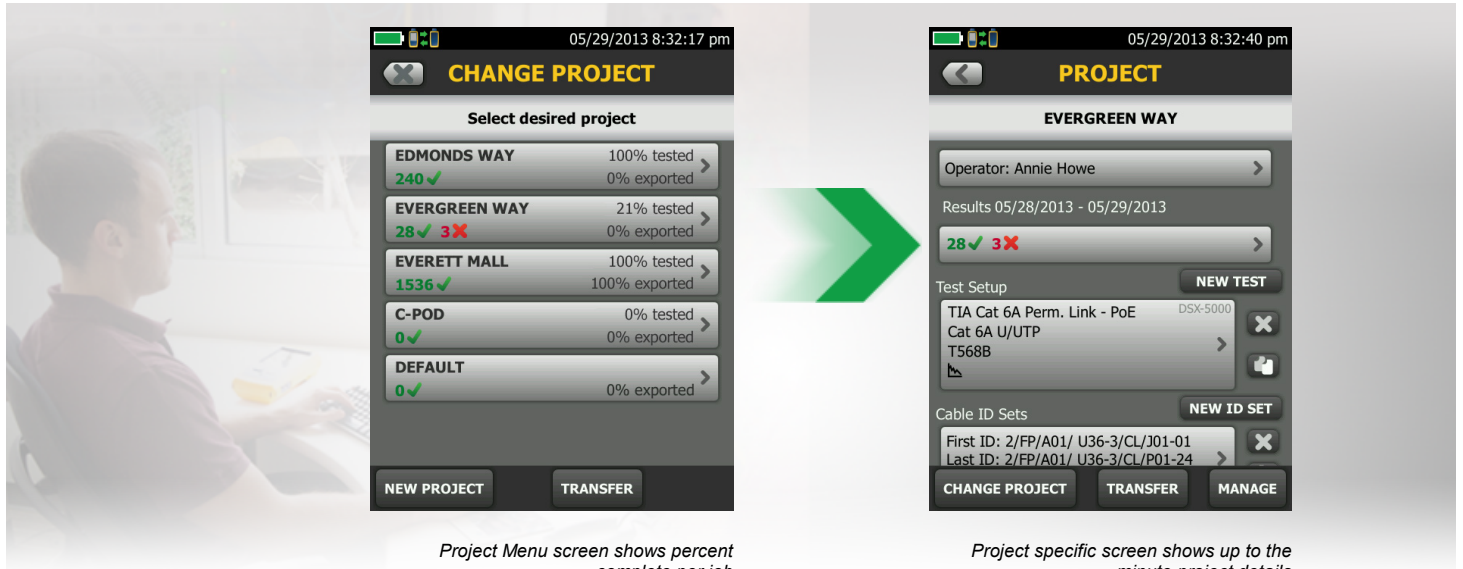 05/29/2013 8:32:17 pm
CHANGE PROJECT
Select desired project
EDMONDS WAY 100% tested
240 ✓ 0% exported
EVERGREEN WAY 21% tested
28 ✓ 3 ✗ 0% exported
EVERETT MALL 100% tested
1536 ✓ 100% exported
C-POD 0% tested
0 ✓ 0% exported
DEFAULT
0 ✓ 0% exported
NEW PROJECT TRANSFER
Project Menu screen shows percent
complete per job
05/29/2013 8:32:40 pm
PROJECT
EVERGREEN WAY
Operator: Annie Howe
Results 05/28/2013 - 05/29/2013
28 ✓ 3 ✗
Test Setup NEW TEST
TIA Cat 6A Perm. Link - PoE DSX-5000
Cat 6A U/UTP
T568B
Cable ID Sets NEW ID SET
First ID: 2/FP/A01/ U36-3/CL/J01-01
Last ID: 2/FP/A01/ U36-3/CL/P01-24
CHANGE PROJECT TRANSFER MANAGE
Project specific screen shows up to the
minute project details